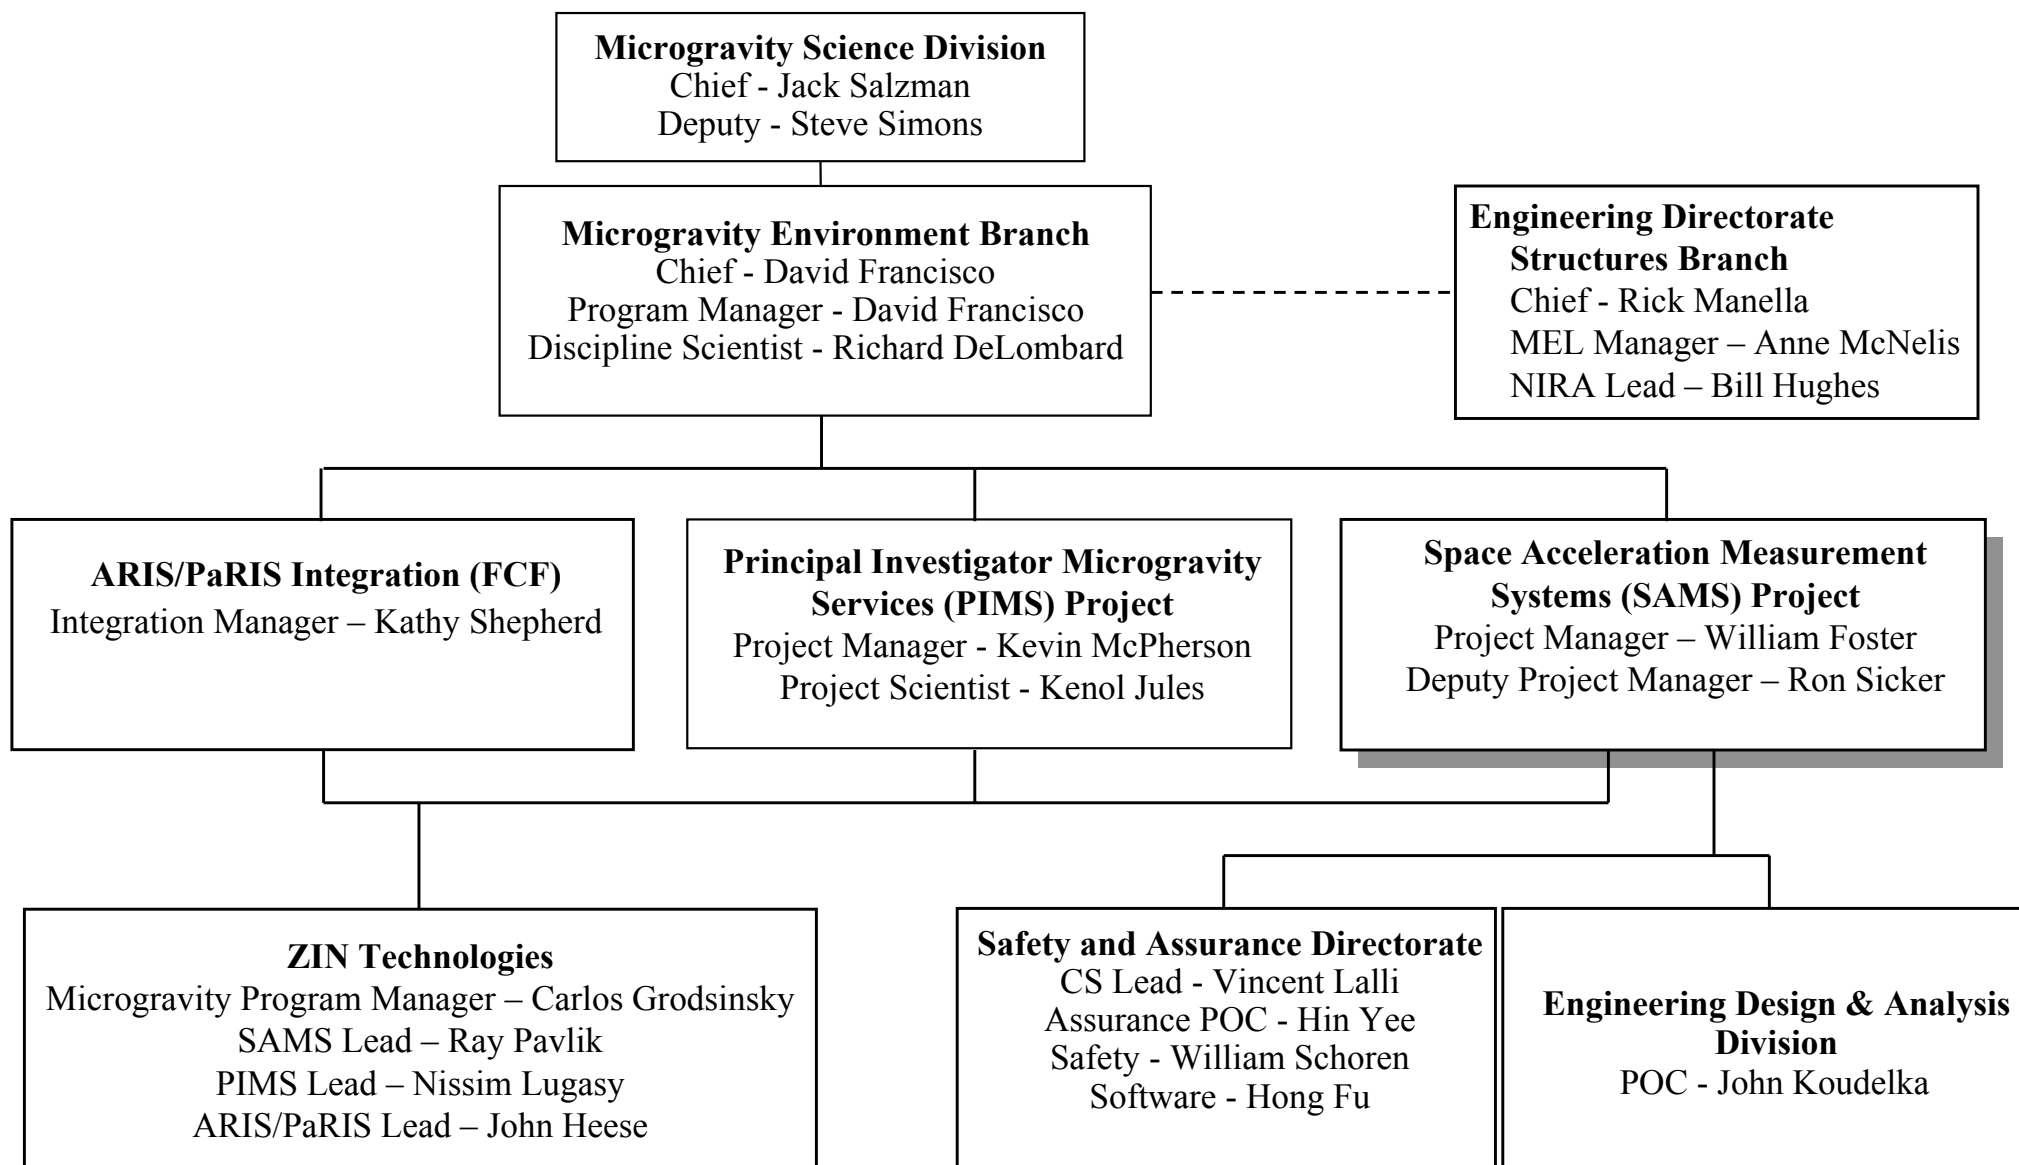 Microgravity Science Division
Chief - Jack Salzman
Deputy - Steve Simons
Microgravity Environment Branch
Chief - David Francisco
Program Manager - David Francisco
Discipline Scientist - Richard DeLombard
Engineering Directorate
Structures Branch
Chief - Rick Manella
MEL Manager – Anne McNelis
NIRA Lead – Bill Hughes
ARIS/PaRIS Integration (FCF)
Integration Manager – Kathy Shepherd
Principal Investigator Microgravity
Services (PIMS) Project
Project Manager - Kevin McPherson
Project Scientist - Kenol Jules
Space Acceleration Measurement
Systems (SAMS) Project
Project Manager – William Foster
Deputy Project Manager – Ron Sicker
ZIN Technologies
Microgravity Program Manager – Carlos Grodsinsky
SAMS Lead – Ray Pavlik
PIMS Lead – Nissim Lugasy
ARIS/PaRIS Lead – John Heese
Safety and Assurance Directorate
CS Lead - Vincent Lalli
Assurance POC - Hin Yee
Safety - William Schoren
Software - Hong Fu
Engineering Design & Analysis
Division
POC - John Koudelka